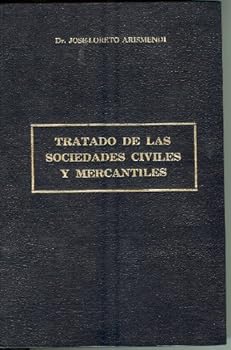 Dr. JOSE LORETO ARISMENDI
TRATADO DE LAS
SOCIEDADES CIVILES
Y MERCANTILES